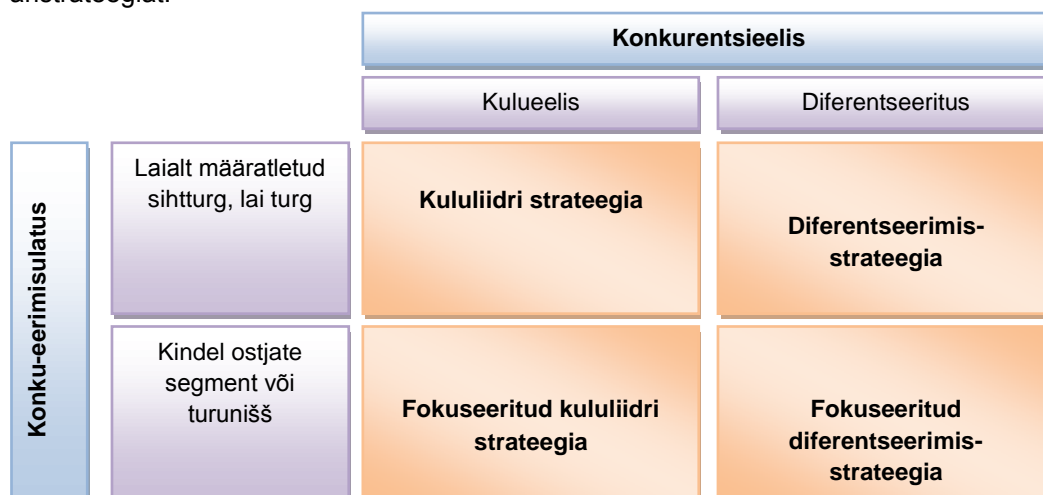 äristrateegiat.
Konkurentsieelis
Kulueelis
Diferentseeritus
Konku-eerimisulatus
Laialt määratletud
sihtturg, lai turg
Kululiidri strateegia
Diferentseerimis-
strateegia
Kindel ostjate
segment või
turunišš
Fokuseeritud kululiidri
strateegia
Fokuseeritud
diferentseerimis-
strateegia